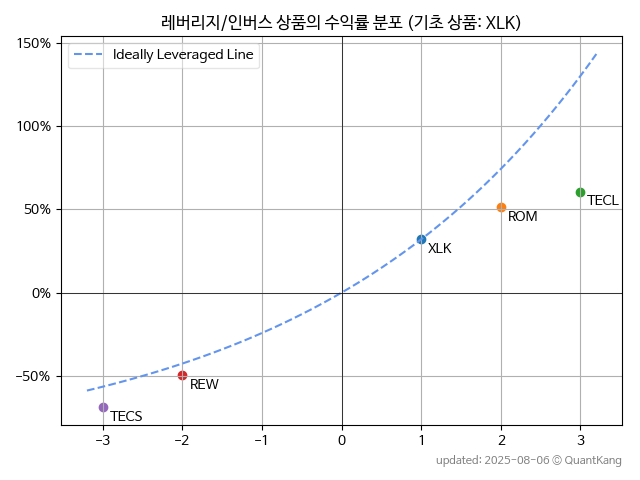 레버리지/인버스 상품의 수익률 분포 (기초 상품: XLK)
150%
Ideally Leveraged Line
100%
TECL
50%
ROM
XLK
0%
−50%
REW
TECS
−3 −2 −1 0 1 2 3
updated: 2025-08-06 © QuantKang